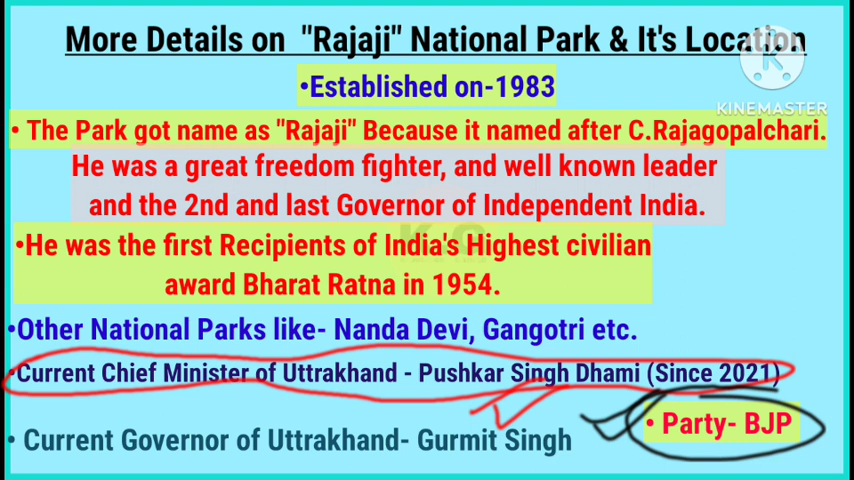 More Details on "Rajaji" National Park & It's Location
KINEMASTER
•Established on-1983
• The Park got name as "Rajaji" Because it named after C.Rajagopalchari.
He was a great freedom fighter, and well known leader
and the 2nd and last Governor of Independent India.
•He was the first Recipients of India's Highest civilian
award Bharat Ratna in 1954.
•Other National Parks like- Nanda Devi, Gangotri etc.
•Current Chief Minister of Uttrakhand - Pushkar Singh Dhami (Since 2021)
• Party- BJP
• Current Governor of Uttrakhand- Gurmit Singh